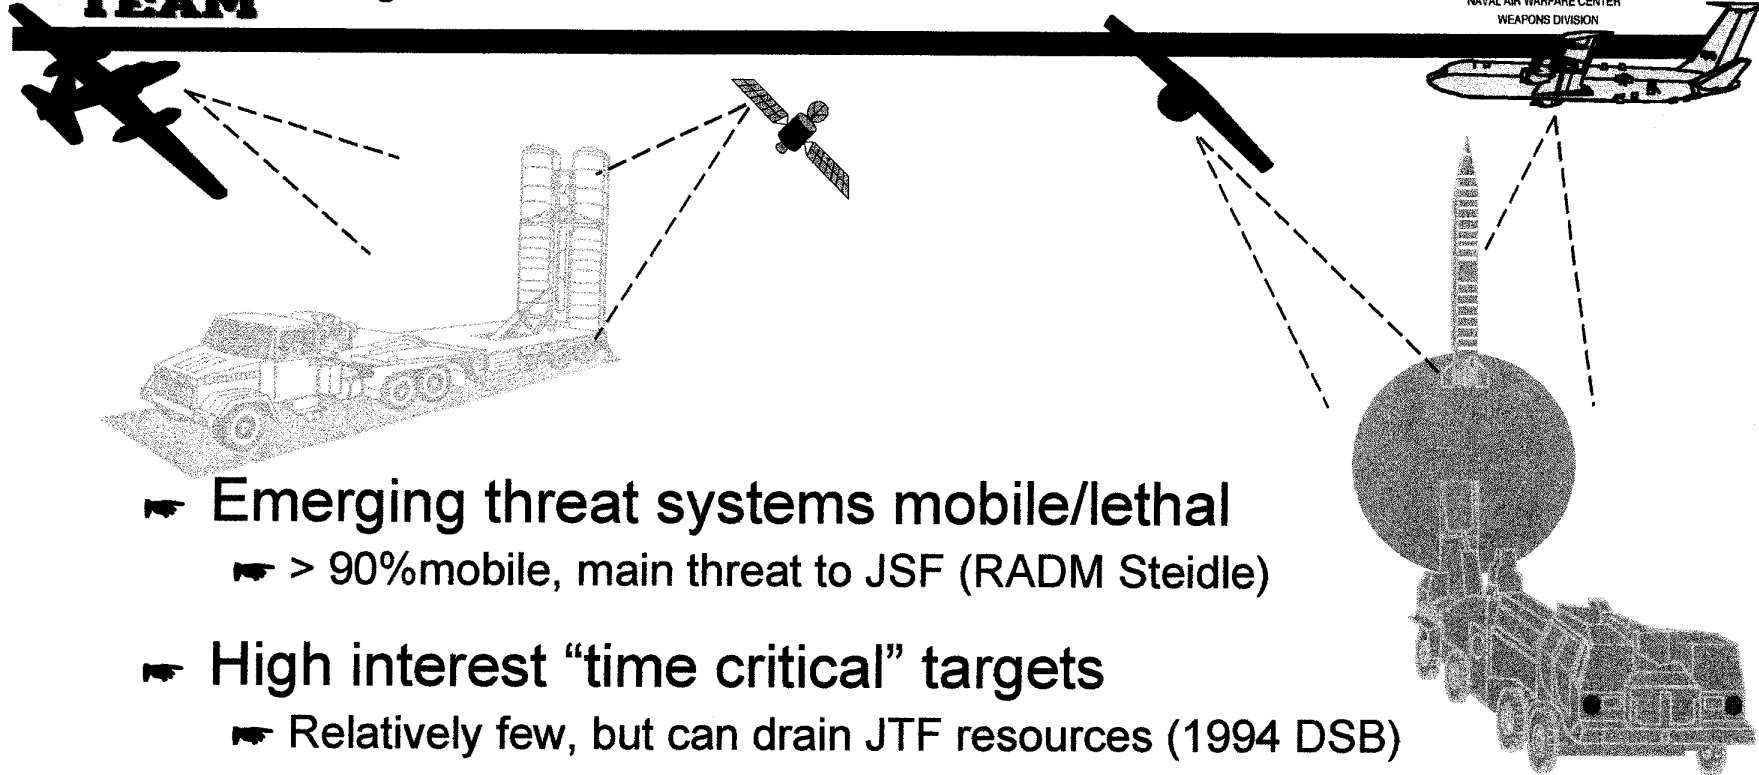 TEAM
NAVAL AIR WARFARE CENTER
WEAPONS DIVISION
Emerging threat systems mobile/lethal
> 90%mobile, main threat to JSF (RADM Steidle)
High interest “time critical” targets
Relatively few, but can drain JTF resources (1994 DSB)